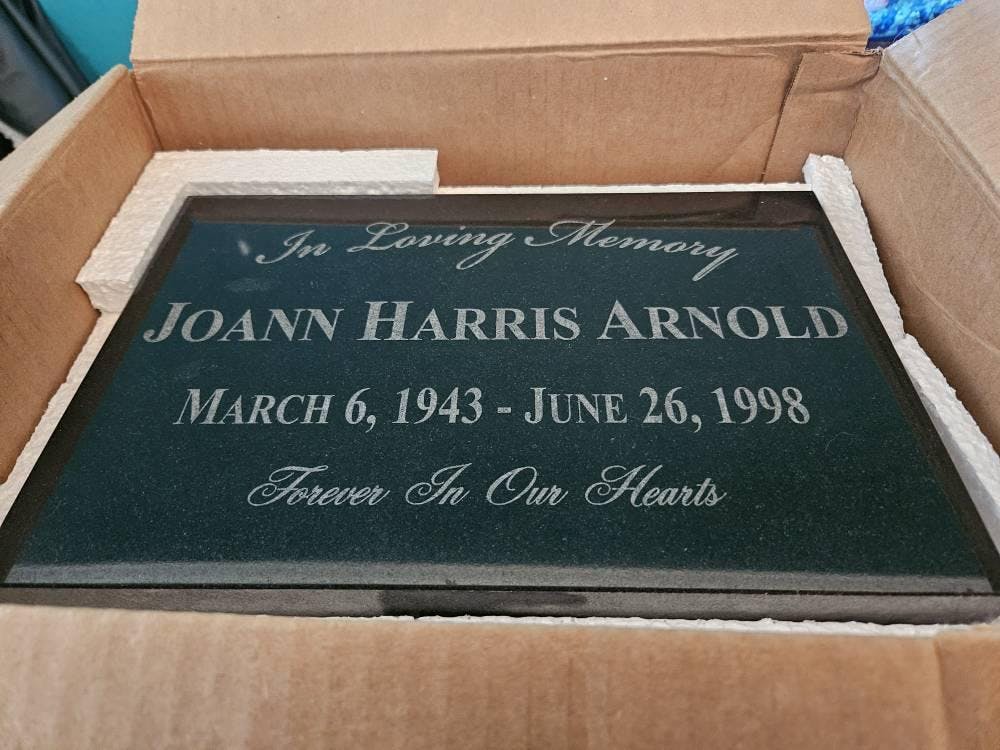 In Loving Memory
JOANN HARRIS ARNOLD
MARCH 6, 1943 - JUNE 26, 1998
Forever In Our Hearts